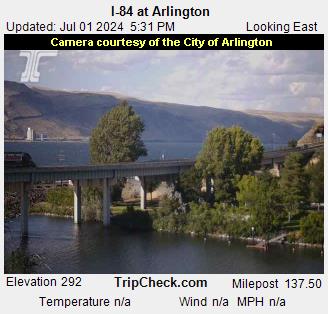 I-84 at Arlington
Updated: Jul 01 2024 5:31 PM Looking East
Camera courtesy of the City of Arlington
Elevation 292 TripCheck.com Milepost 137.50
Temperature n/a Wind n/a MPH n/a